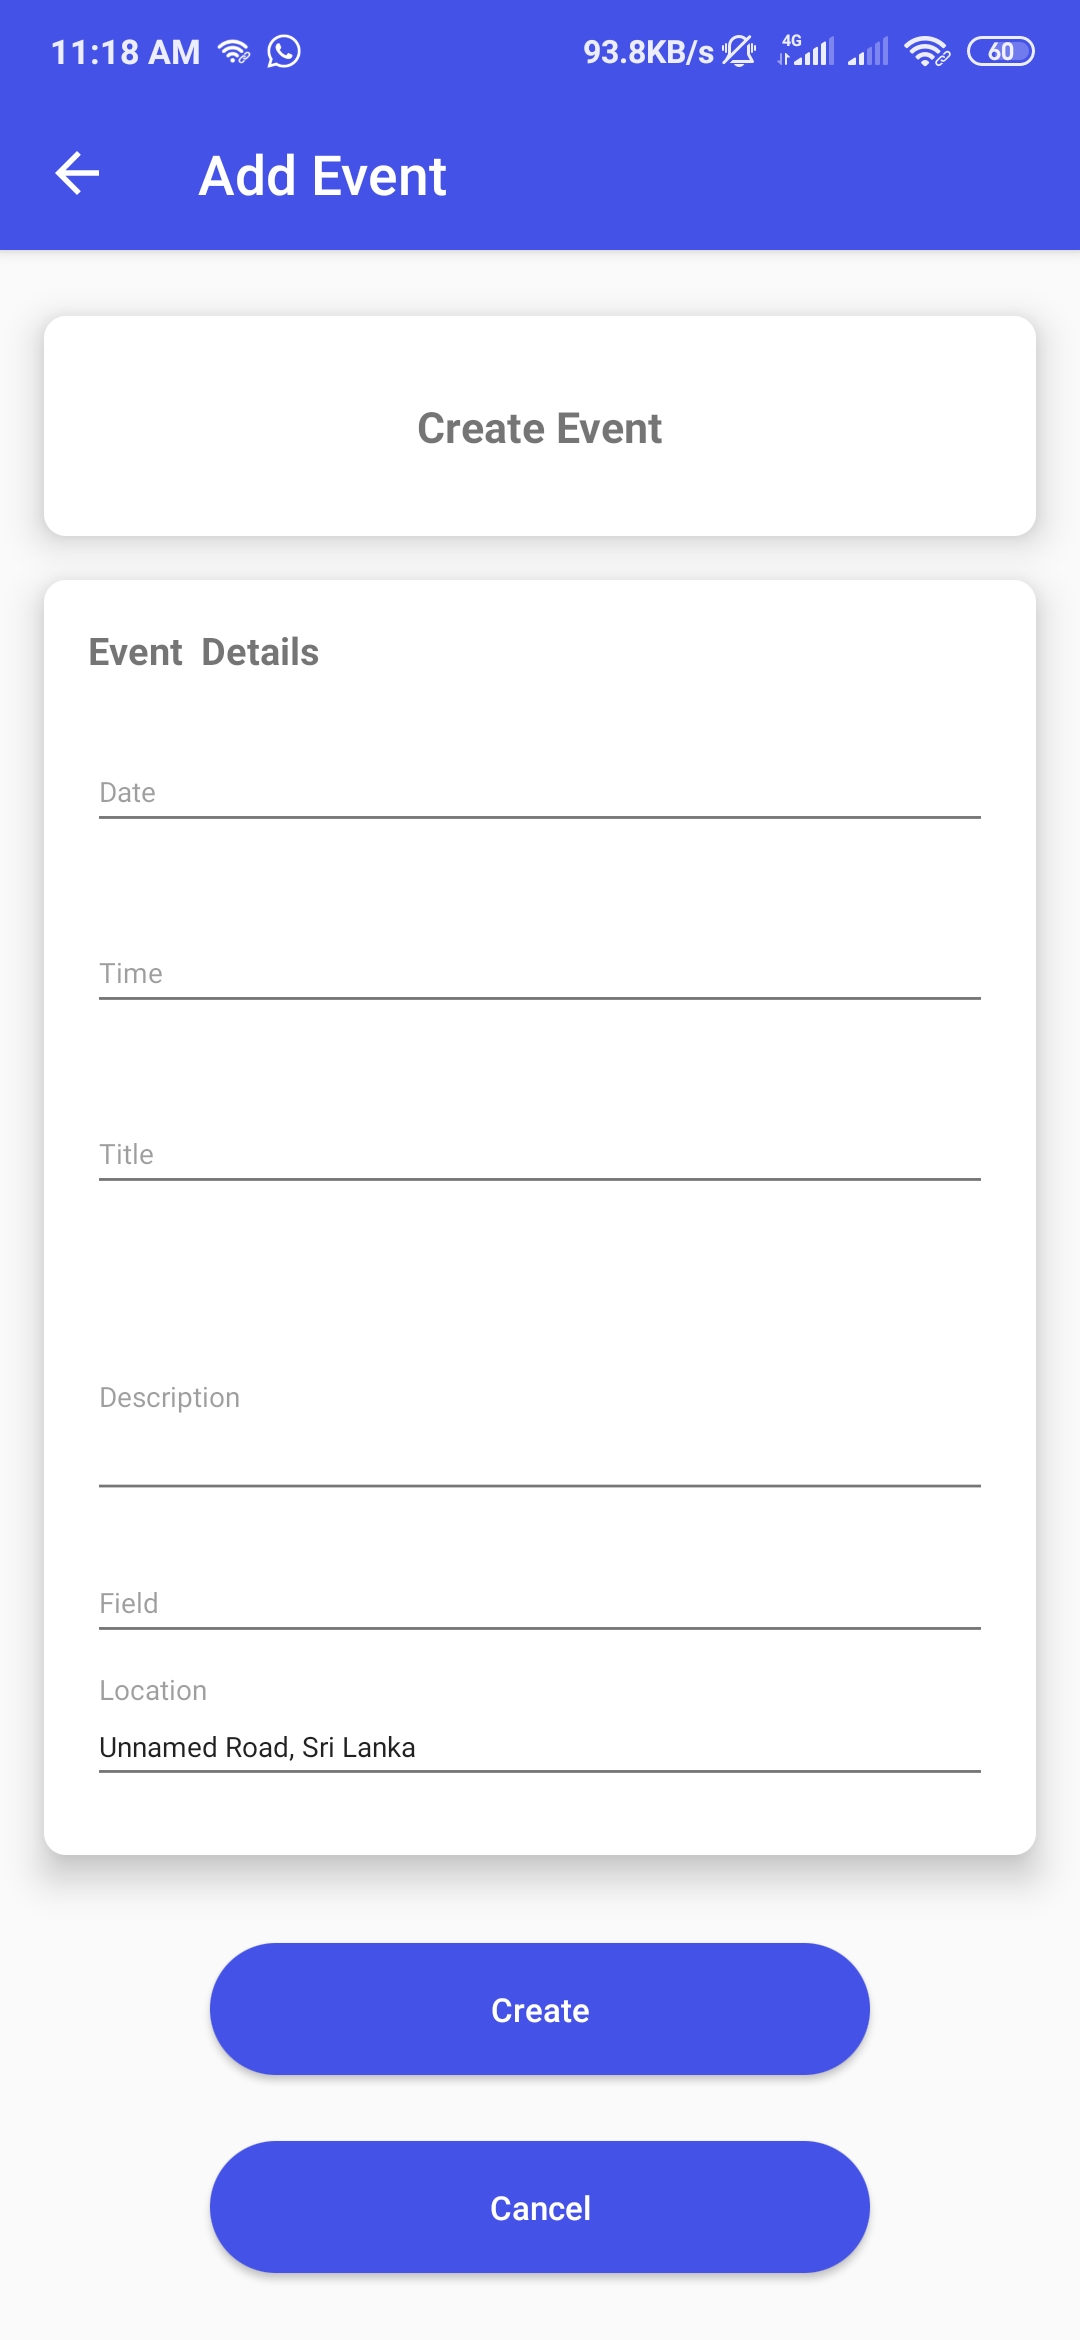 11:18 AM 93.8KB/s 4G 60
Add Event
Create Event
Event Details
Date
Time
Title
Description
Field
Location
Unnamed Road, Sri Lanka
Create
Cancel